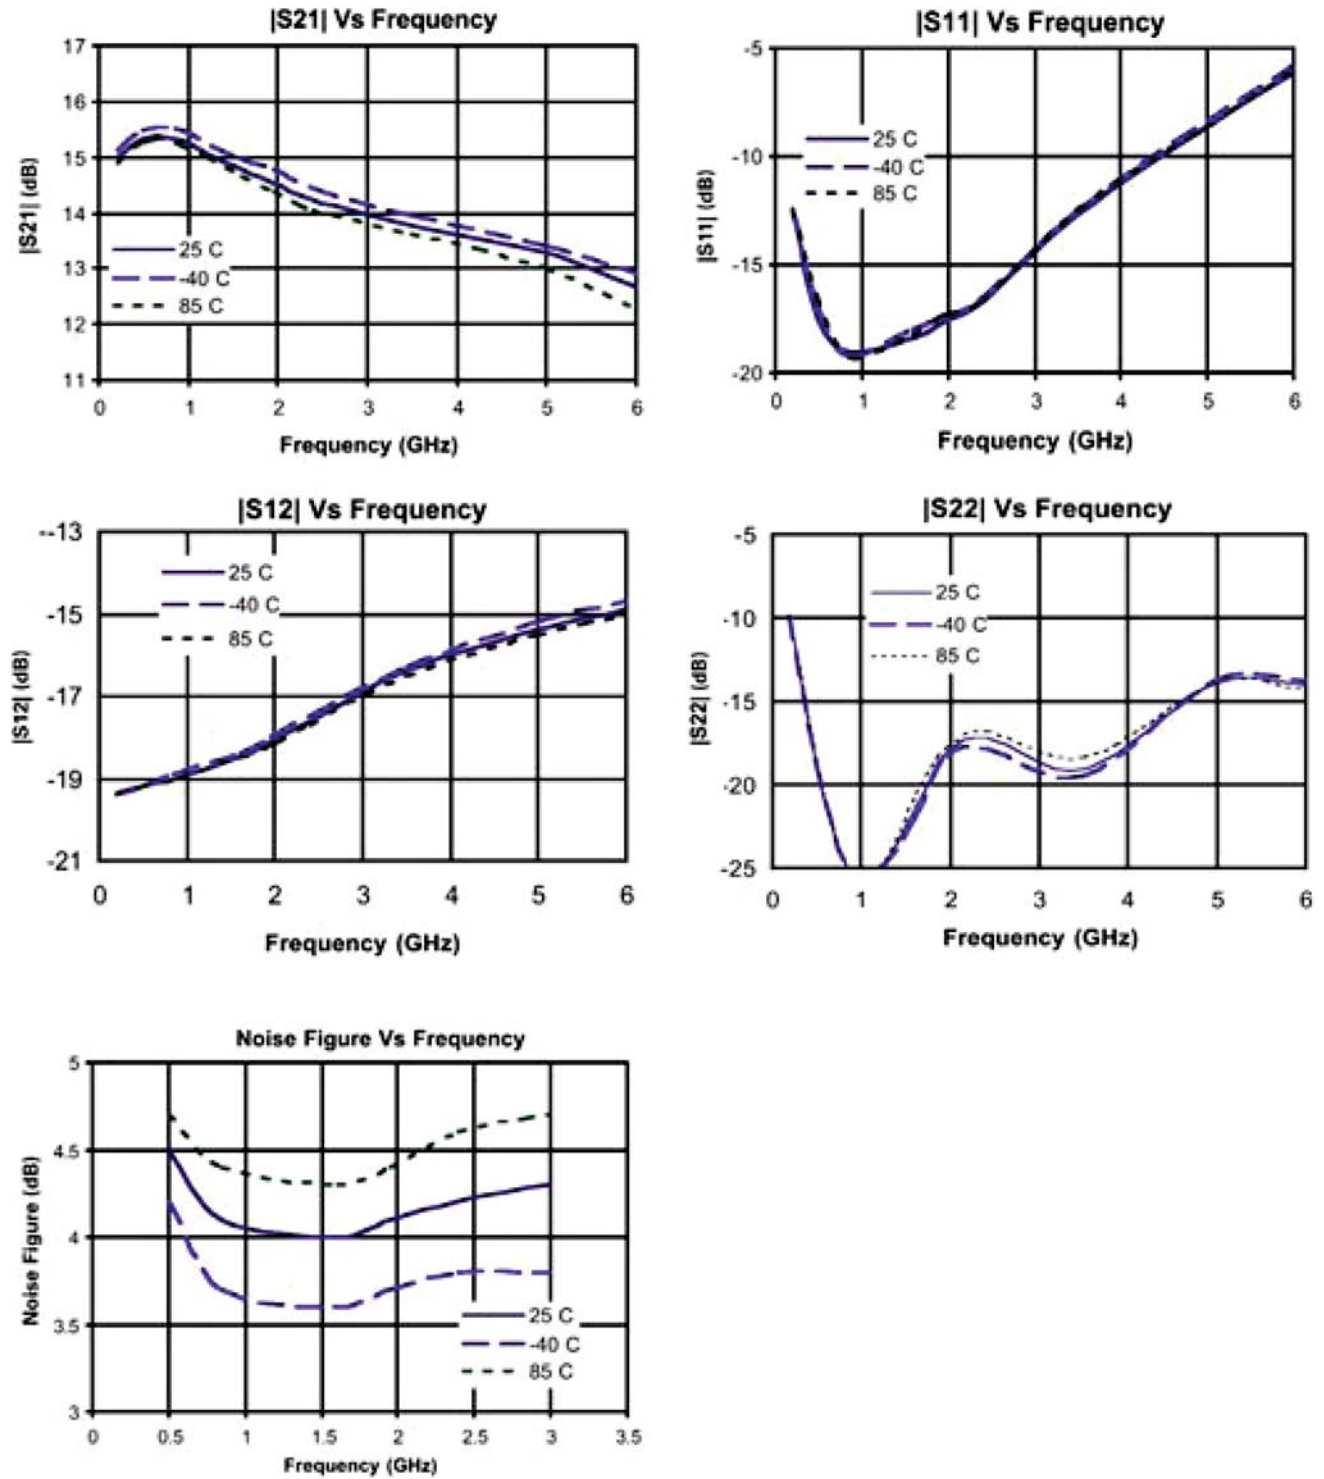 |S21| Vs Frequency
17
16
15
14
13
12
11
|S21| (dB)
25 C
-40 C
85 C
0 1 2 3 4 5 6
Frequency (GHz)
|S11| Vs Frequency
-5
-10
-15
-20
|S11| (dB)
25 C
-40 C
85 C
0 1 2 3 4 5 6
Frequency (GHz)
|S12| Vs Frequency
--13
-15
-17
-19
-21
|S12| (dB)
25 C
-40 C
85 C
0 1 2 3 4 5 6
Frequency (GHz)
|S22| Vs Frequency
-5
-10
-15
-20
-25
|S22| (dB)
25 C
-40 C
85 C
0 1 2 3 4 5 6
Frequency (GHz)
Noise Figure Vs Frequency
5
4.5
4
3.5
3
Noise Figure (dB)
25 C
-40 C
85 C
0 0.5 1 1.5 2 2.5 3 3.5
Frequency (GHz)